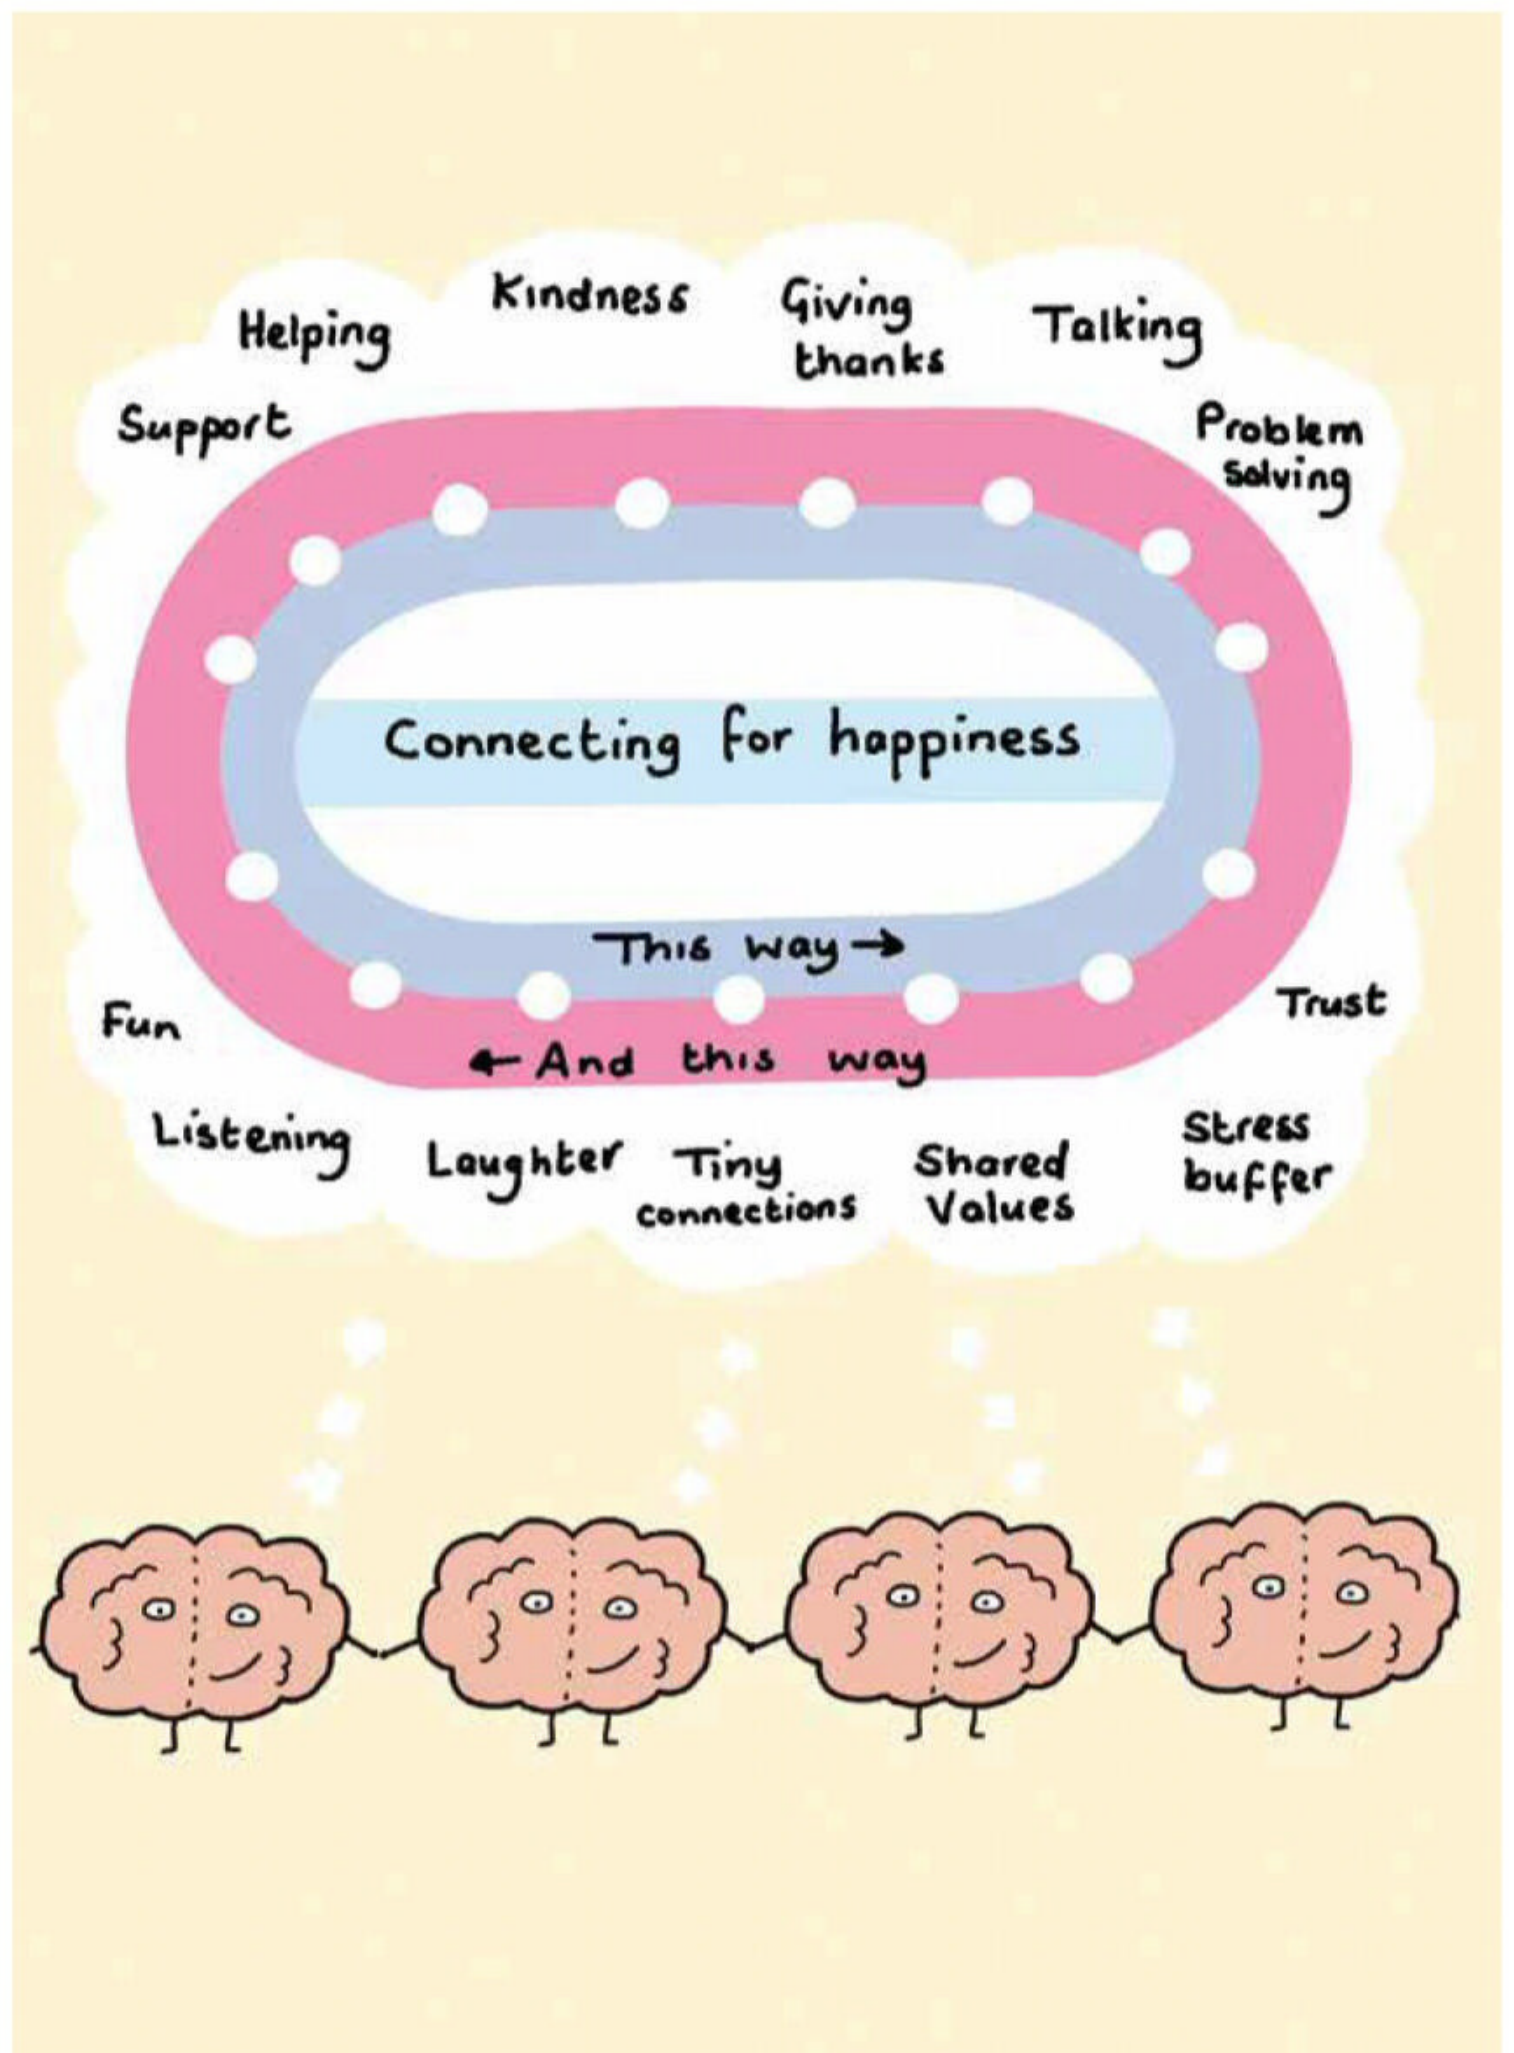 Kindness
Giving
thanks
Helping
Talking
Support
Problem
solving
Connecting for happiness
This way →
← And this way
Fun
Trust
Listening
Laughter
Tiny
connections
Shared
Values
Stress
buffer